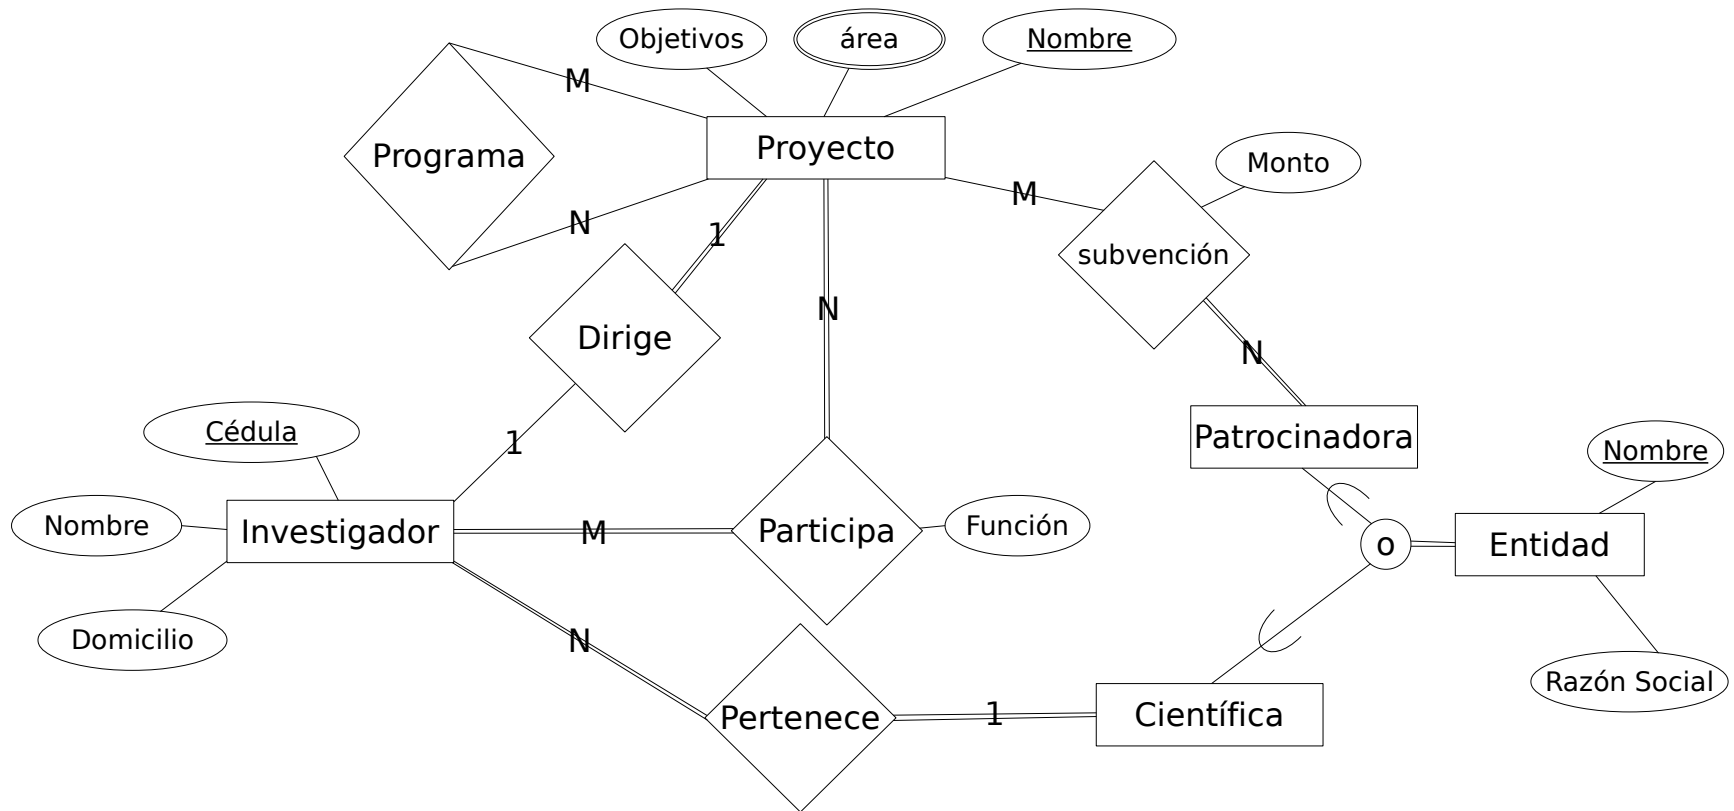 Objetivos
área
Nombre
M
Programa
Proyecto
Monto
M
N
1
subvención
N
Dirige
N
Cédula
1
Patrocinadora
Nombre
Nombre
Investigador
M
Participa
Función
o
Entidad
Domicilio
N
Razón Social
Pertenece
1
Científica